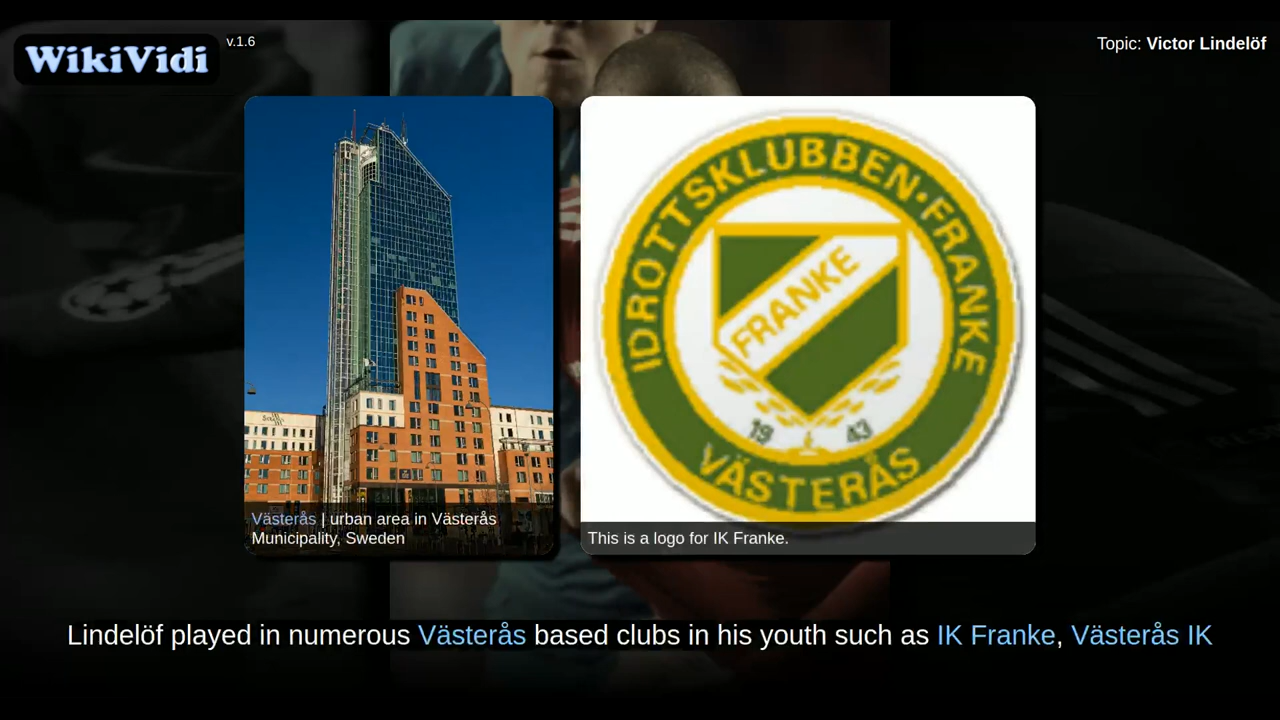 WikiVidi
v.1.6
Topic: Victor Lindelöf
IDROTTSKLUBBEN·FRANKE
FRANKE
19 43
VÄSTERÅS
Västerås | urban area in Västerås
Municipality, Sweden
This is a logo for IK Franke.
Lindelöf played in numerous Västerås based clubs in his youth such as IK Franke, Västerås IK